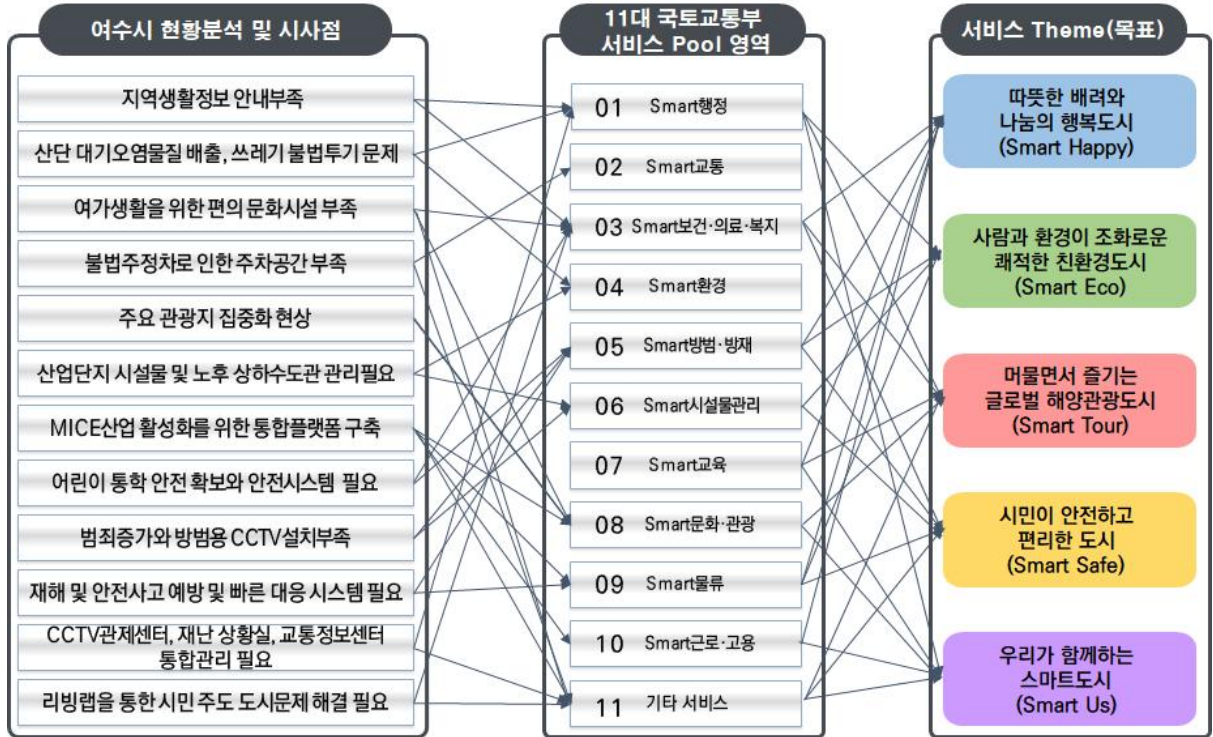 여수시 현황분석 및 시사점
지역생활정보 안내부족
산단 대기오염물질 배출, 쓰레기 불법투기 문제
여가생활을 위한 편의 문화시설 부족
불법주정차로 인한 주차공간 부족
주요 관광지 집중화 현상
산업단지 시설물 및 노후 상하수도관 관리필요
MICE산업 활성화를 위한 통합플랫폼 구축
어린이 통학 안전 확보와 안전시스템 필요
범죄증가와 방범용 CCTV설치부족
재해 및 안전사고 예방 및 빠른 대응 시스템 필요
CCTV관제센터, 재난 상황실, 교통정보센터
통합관리 필요
리빙랩을 통한 시민 주도 도시문제 해결 필요
11대 국토교통부
서비스 Pool 영역
01 Smart행정
02 Smart교통
03 Smart보건·의료·복지
04 Smart환경
05 Smart방범·방재
06 Smart시설물관리
07 Smart교육
08 Smart문화·관광
09 Smart물류
10 Smart근로·고용
11 기타 서비스
서비스 Theme(목표)
따뜻한 배려와
나눔의 행복도시
(Smart Happy)
사람과 환경이 조화로운
쾌적한 친환경도시
(Smart Eco)
머물면서 즐기는
글로벌 해양관광도시
(Smart Tour)
시민이 안전하고
편리한 도시
(Smart Safe)
우리가 함께하는
스마트도시
(Smart Us)